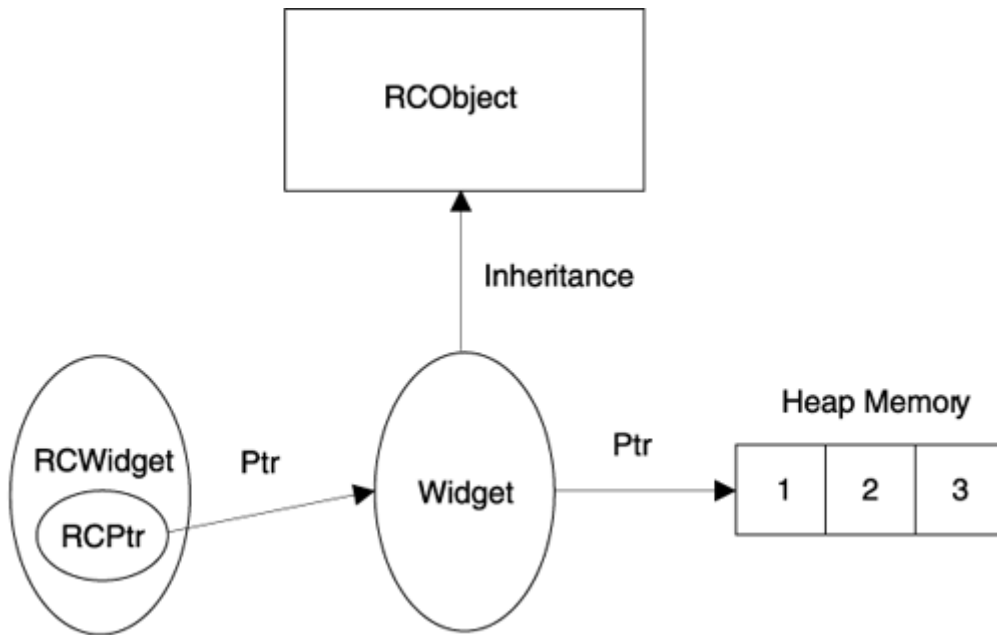 RCObject
Inheritance
Heap Memory
RCWidget
Ptr
Widget
Ptr
1 2 3
RCPtr